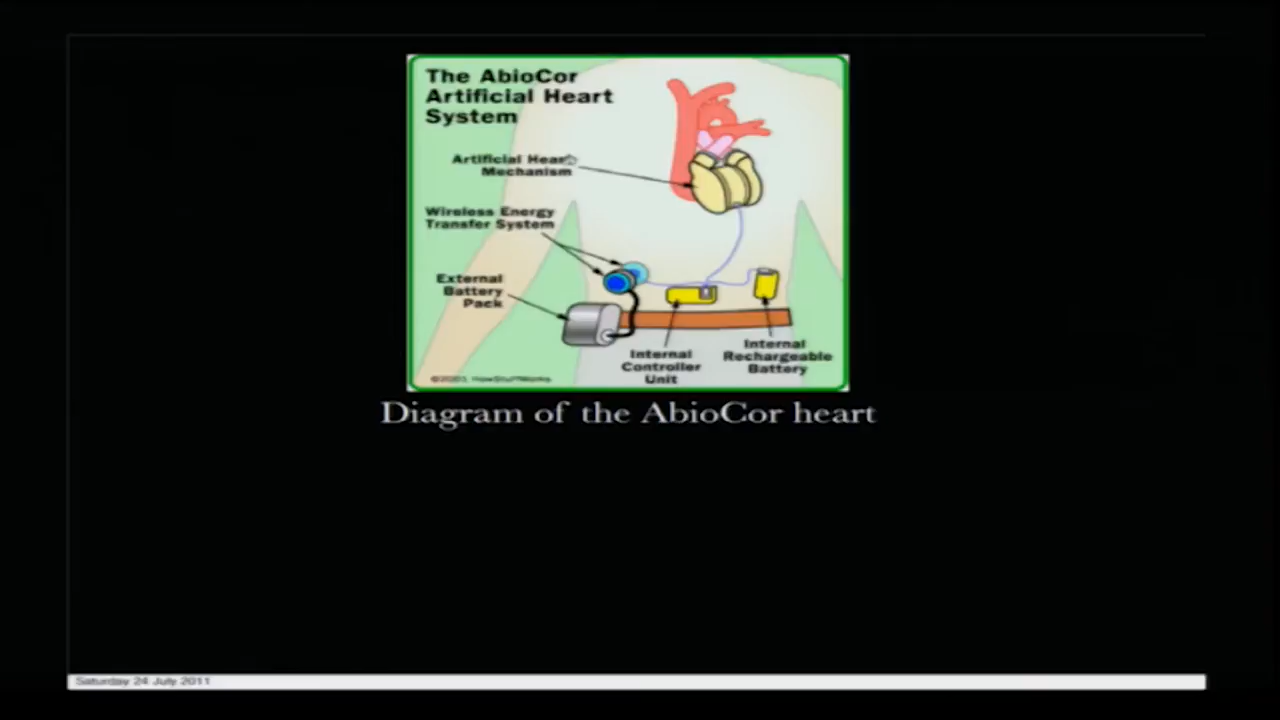 The AbioCor
Artificial Heart
System
Artificial Heart
Mechanism
Wireless Energy
Transfer System
External
Battery
Pack
Internal
Controller
Unit
Internal
Rechargeable
Battery
HowStuffWorks
Diagram of the AbioCor heart
Saturday 24 July 2011